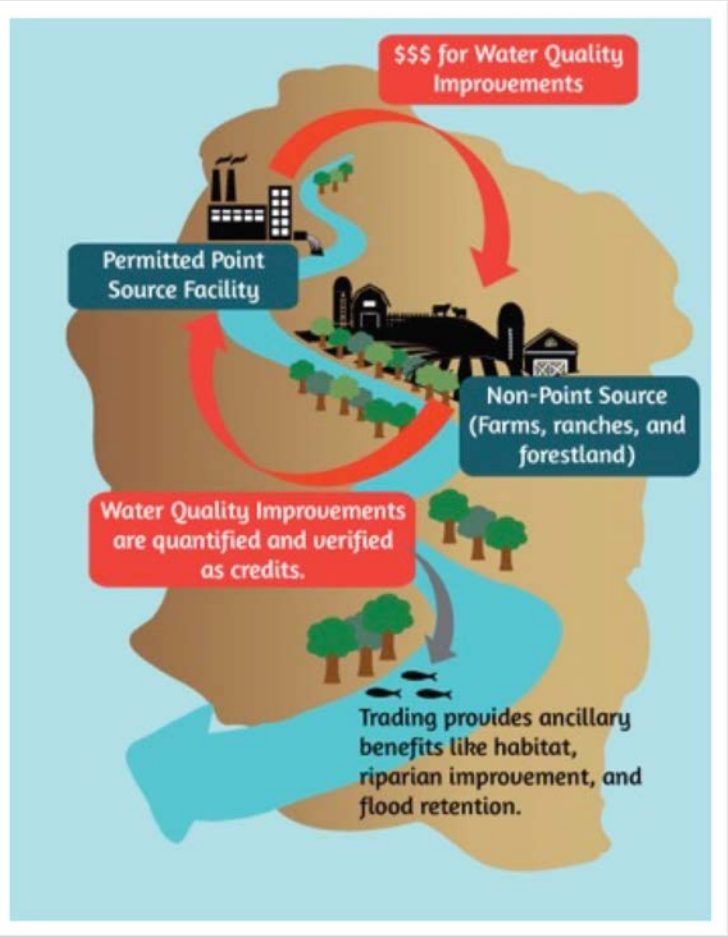 $$$ for Water Quality
Improvements
Permitted Point
Source Facility
Non-Point Source
(Farms, ranches, and
forestland)
Water Quality Improvements
are quantified and verified
as credits.
Trading provides ancillary
benefits like habitat,
riparian improvement, and
flood retention.